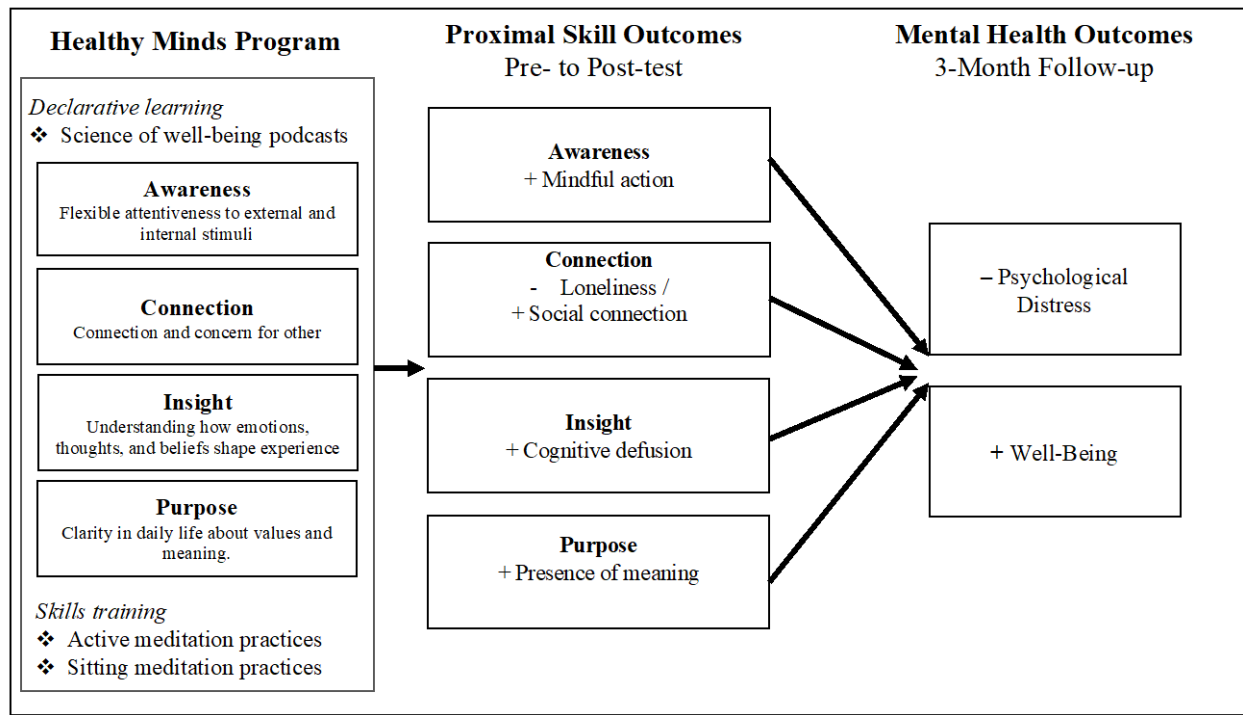 Healthy Minds Program
Declarative learning
❖ Science of well-being podcasts
Awareness
Flexible attentiveness to external and
internal stimuli
Connection
Connection and concern for other
Insight
Understanding how emotions,
thoughts, and beliefs shape experience
Purpose
Clarity in daily life about values and
meaning.
Skills training
❖ Active meditation practices
❖ Sitting meditation practices
Proximal Skill Outcomes
Pre- to Post-test
Awareness
+ Mindful action
Connection
- Loneliness /
+ Social connection
Insight
+ Cognitive defusion
Purpose
+ Presence of meaning
Mental Health Outcomes
3-Month Follow-up
– Psychological
Distress
+ Well-Being